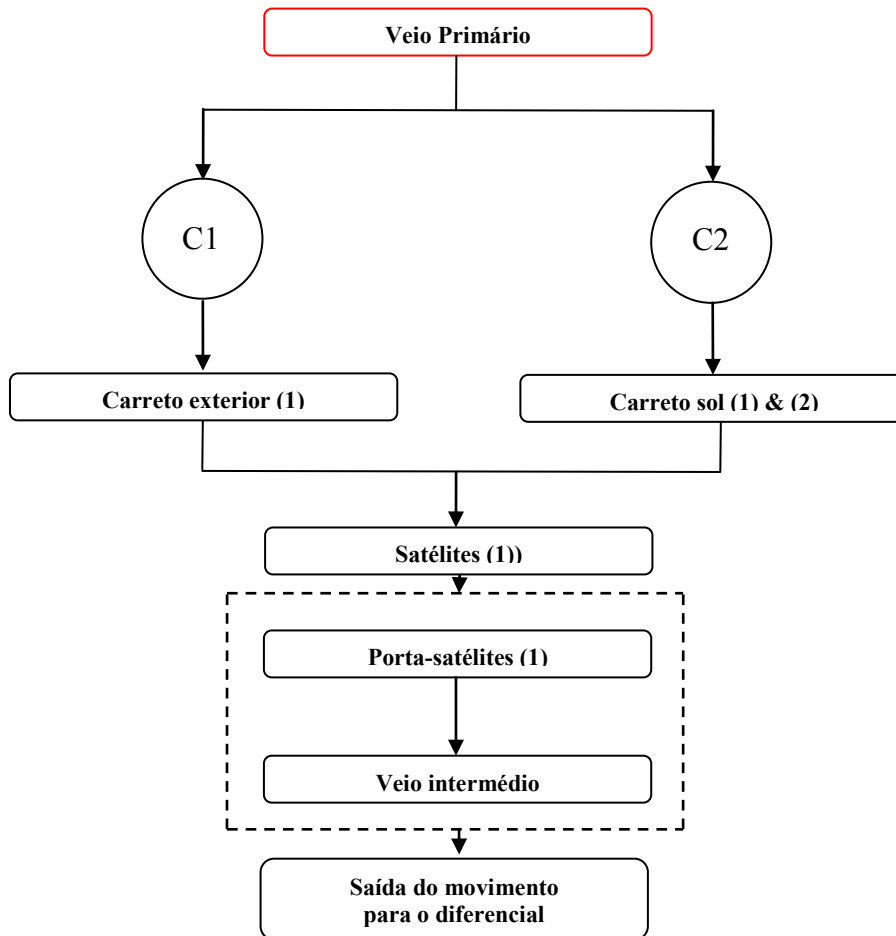 Veio Primário
C1
C2
Carreto exterior (1)
Carreto sol (1) & (2)
Satélites (1))
Porta-satélites (1)
Veio intermédio
Saída do movimento
para o diferencial